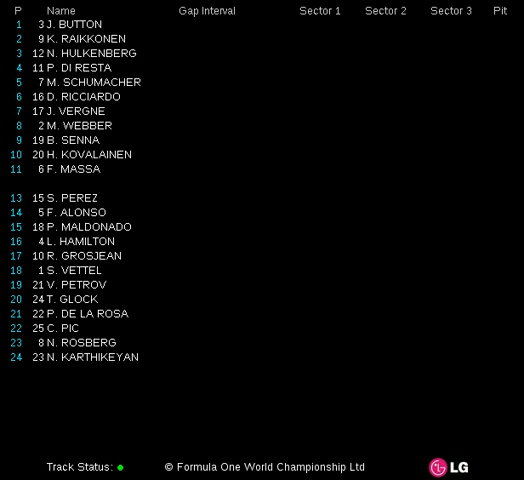 P Name Gap Interval Sector 1 Sector 2 Sector 3 Pit
1 3 J. BUTTON
2 9 K. RAIKKONEN
3 12 N. HULKENBERG
4 11 P. DI RESTA
5 7 M. SCHUMACHER
6 16 D. RICCIARDO
7 17 J. VERGNE
8 2 M. WEBBER
9 19 B. SENNA
10 20 H. KOVALAINEN
11 6 F. MASSA
13 15 S. PEREZ
14 5 F. ALONSO
15 18 P. MALDONADO
16 4 L. HAMILTON
17 10 R. GROSJEAN
18 1 S. VETTEL
19 21 V. PETROV
20 24 T. GLOCK
21 22 P. DE LA ROSA
22 25 C. PIC
23 8 N. ROSBERG
24 23 N. KARTHIKEYAN
Track Status: © Formula One World Championship Ltd LG